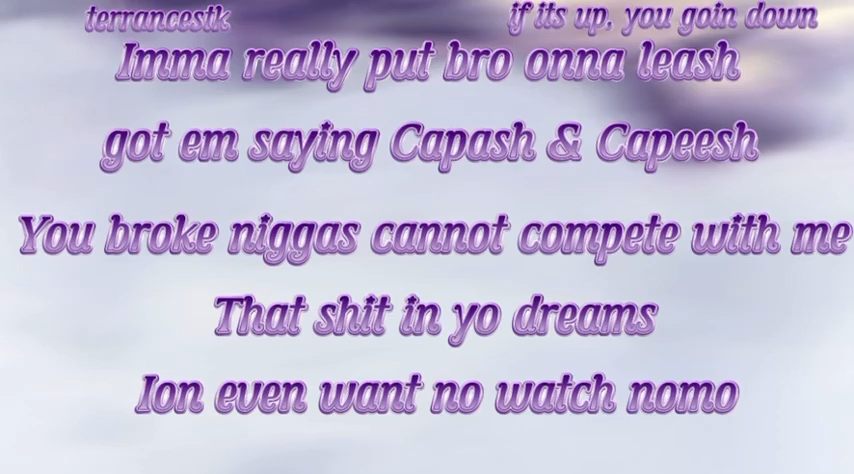 terrancestk
if its up, you goin down
Imma really put bro onna leash
got em saying Capash & Capeesh
You broke niggas cannot compete with me
That shit in yo dreams
Ion even want no watch nomo